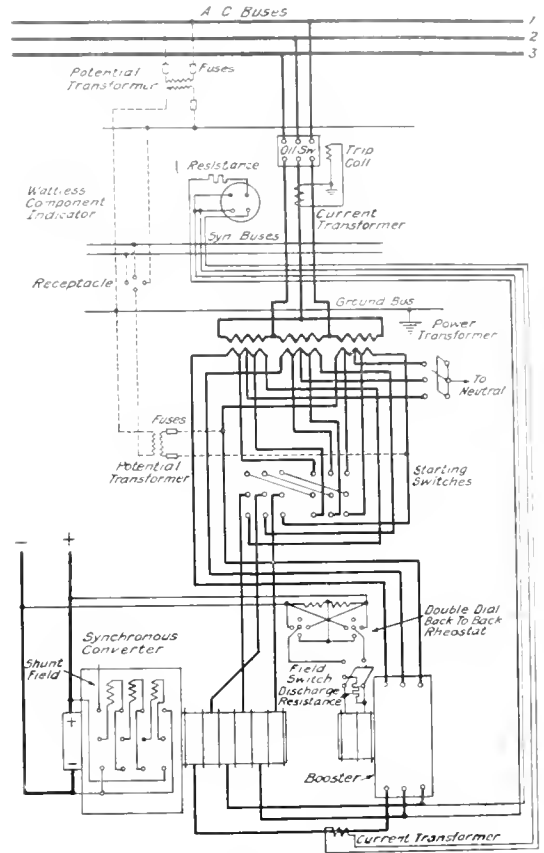 A C Buses
1
2
3
Potential
Transformer
Fuses
Oil Sw
Trip
Coil
Resistance
Wattless
Component
Indicator
Current
Transformer
Syn Buses
Receptacle
Ground Bus
Power
Transformer
To
Neutral
Fuses
Potential
Transformer
Starting
Switches
−
+
Double Dial
Back To Back
Rheostat
Synchronous
Converter
Shunt
Field
Field
Switch
Discharge
Resistance
+
−
Booster
Current Transformer